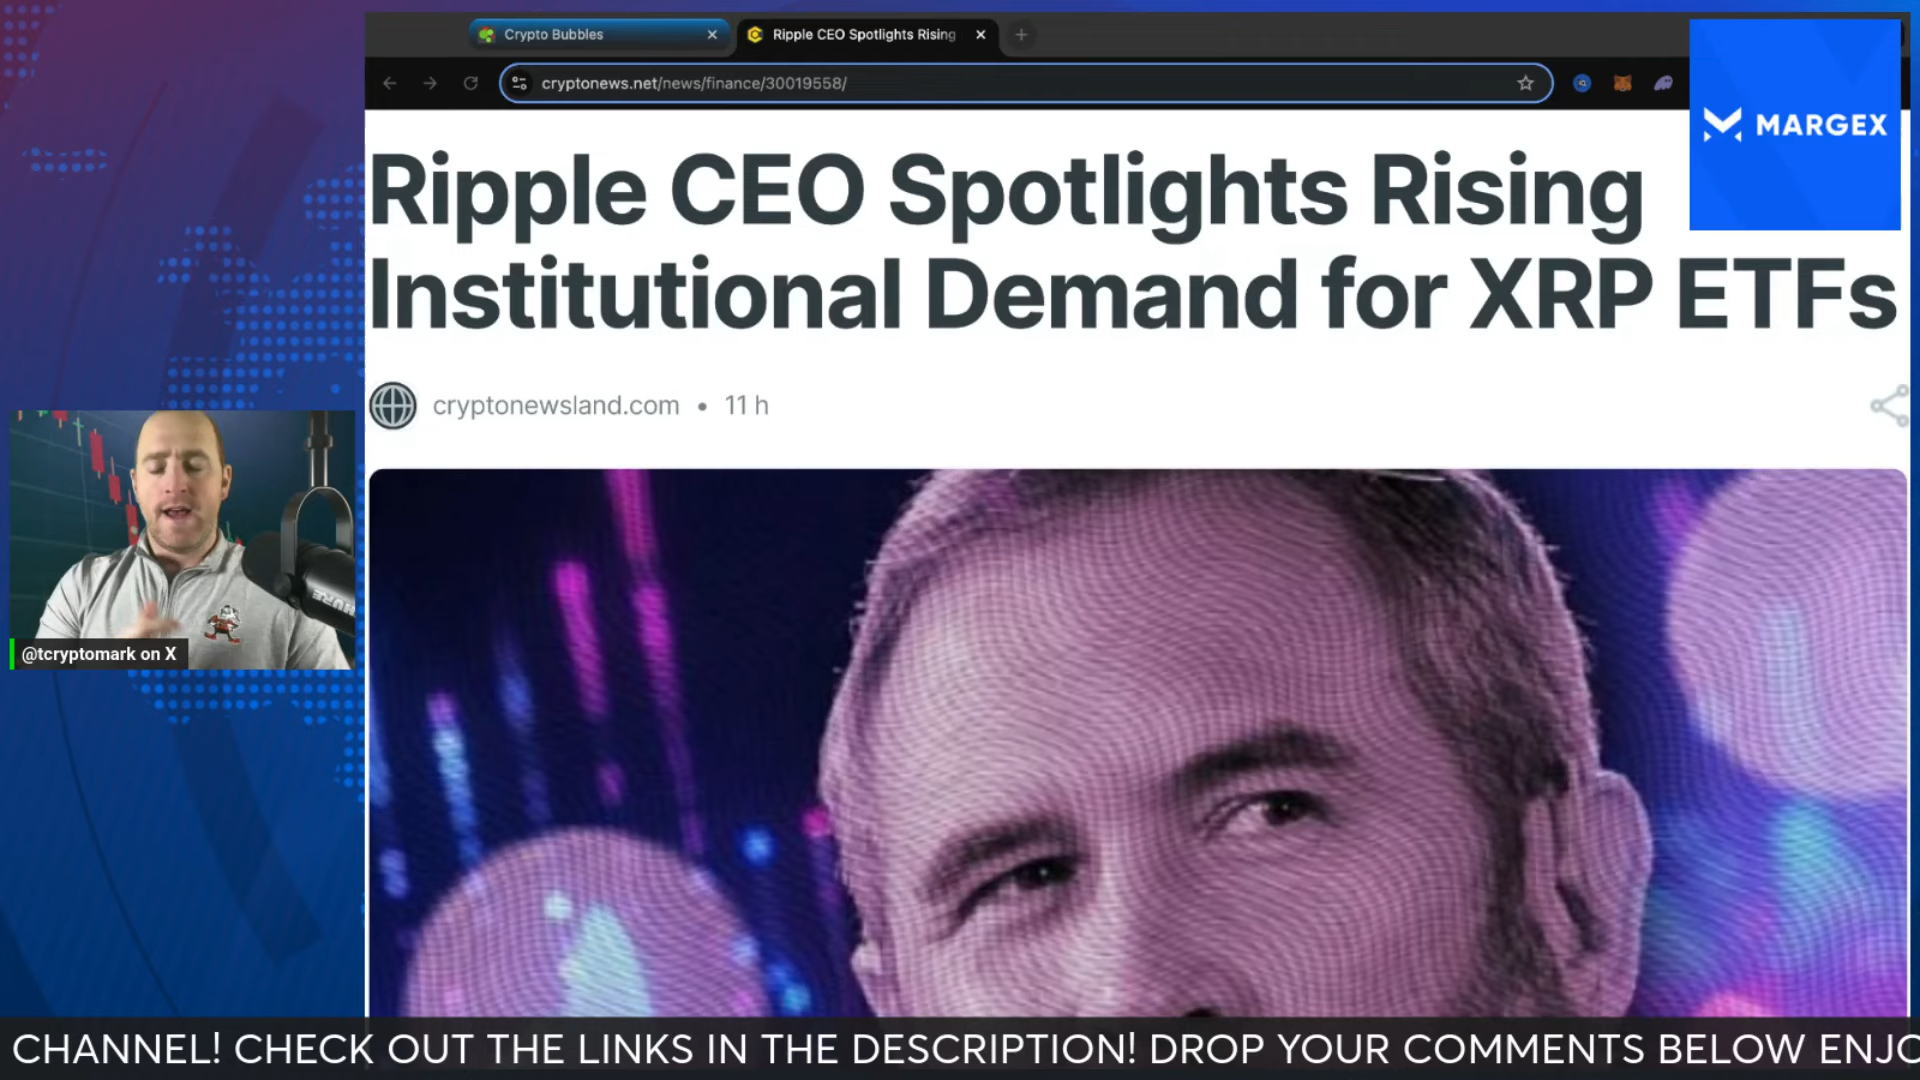 Crypto Bubbles
Ripple CEO Spotlights Rising
cryptonews.net/news/finance/30019558/
MARGEX
Ripple CEO Spotlights Rising
Institutional Demand for XRP ETFs
cryptonewsland.com • 11 h
SHURE
@tcryptomark on X
CHANNEL! CHECK OUT THE LINKS IN THE DESCRIPTION! DROP YOUR COMMENTS BELOW ENJO